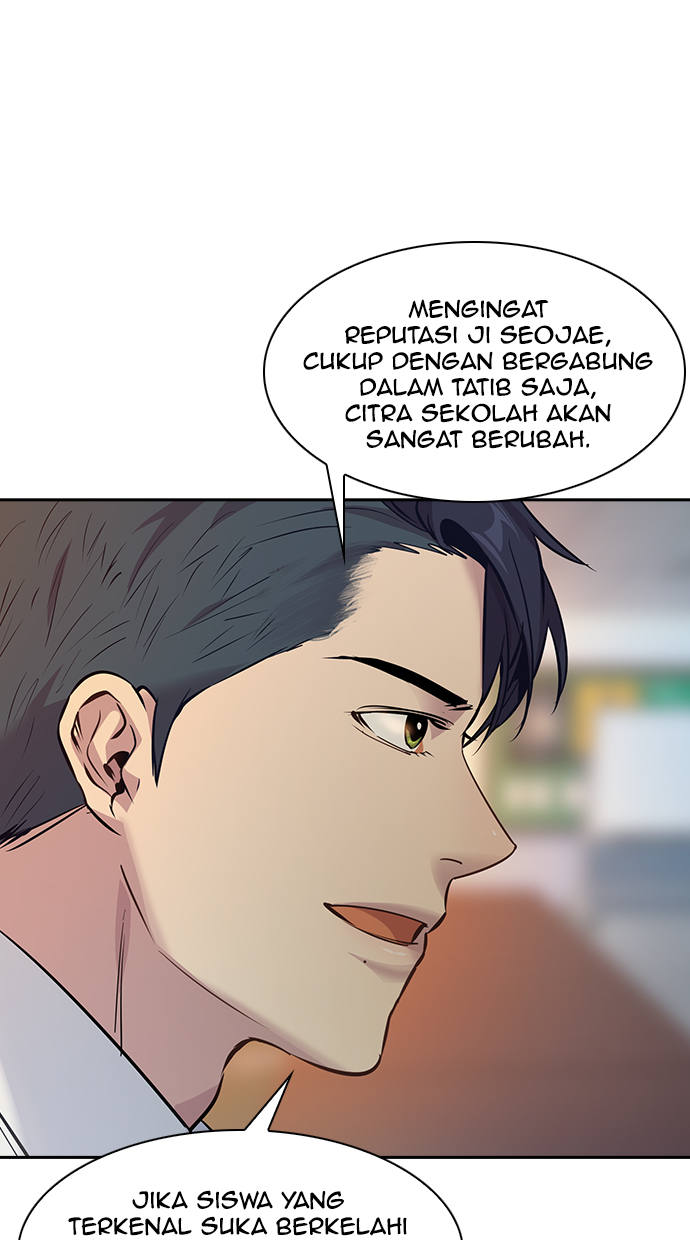 MENGINGAT
REPUTASI JI SEOJAE,
CUKUP DENGAN BERGABUNG
DALAM TATIB SAJA,
CITRA SEKOLAH AKAN
SANGAT BERUBAH.
JIKA SISWA YANG
TERKENAL SUKA BERKELAHI